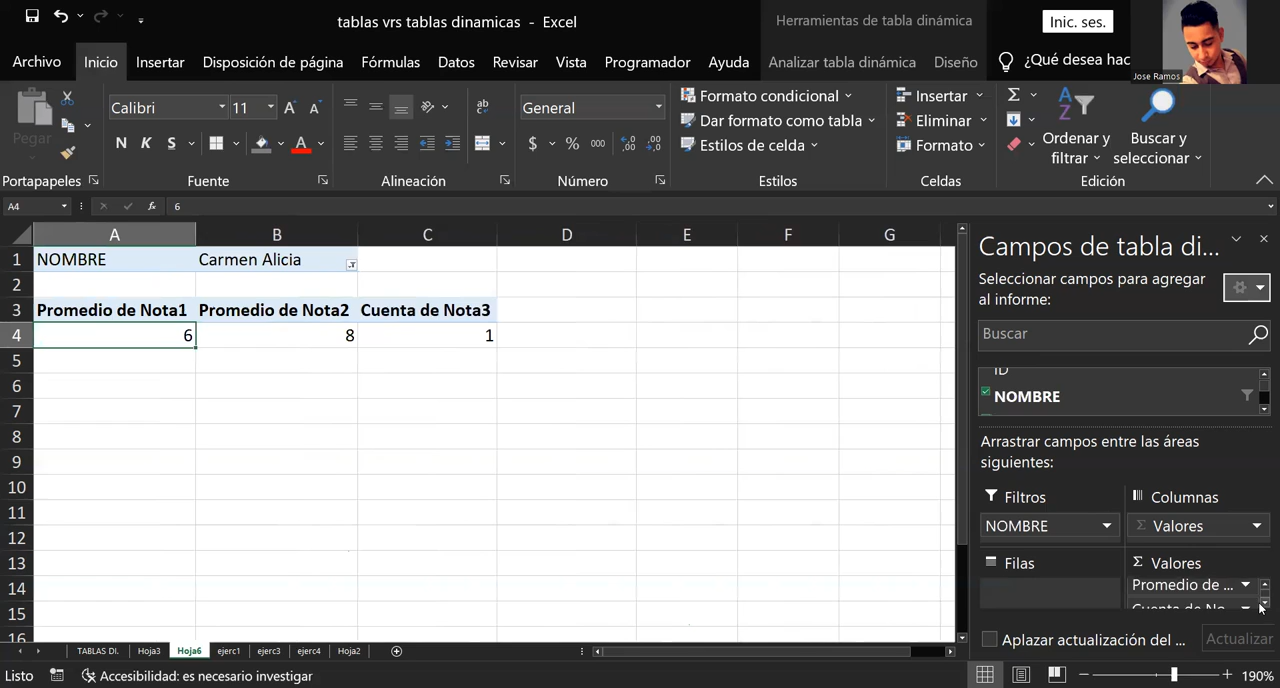 tablas vrs tablas dinamicas - Excel
Herramientas de tabla dinámica
Inic. ses.
Jose Ramos
Archivo Inicio Insertar Disposición de página Fórmulas Datos Revisar Vista Programador Ayuda Analizar tabla dinámica Diseño ¿Qué desea hac
Pegar
Calibri 11
General
Formato condicional
Dar formato como tabla
Estilos de celda
Insertar
Eliminar
Formato
Ordenar y filtrar
Buscar y seleccionar
N K S
$ % 000
Portapapeles Fuente Alineación Número Estilos Celdas Edición
A4 fx 6
A B C D E F G
1 NOMBRE Carmen Alicia
2
3 Promedio de Nota1 Promedio de Nota2 Cuenta de Nota3
4 6 8 1
5
6
7
8
9
10
11
12
13
14
15
16
Campos de tabla di...
Seleccionar campos para agregar
al informe:
Buscar
ID
NOMBRE
Arrastrar campos entre las áreas
siguientes:
Filtros Columnas
NOMBRE Σ Valores
Filas Σ Valores
Promedio de ...
Cuenta de No...
Aplazar actualización del ... Actualizar
TABLAS DI. Hoja3 Hoja6 ejerc1 ejerc3 ejerc4 Hoja2
Listo Accesibilidad: es necesario investigar 190%